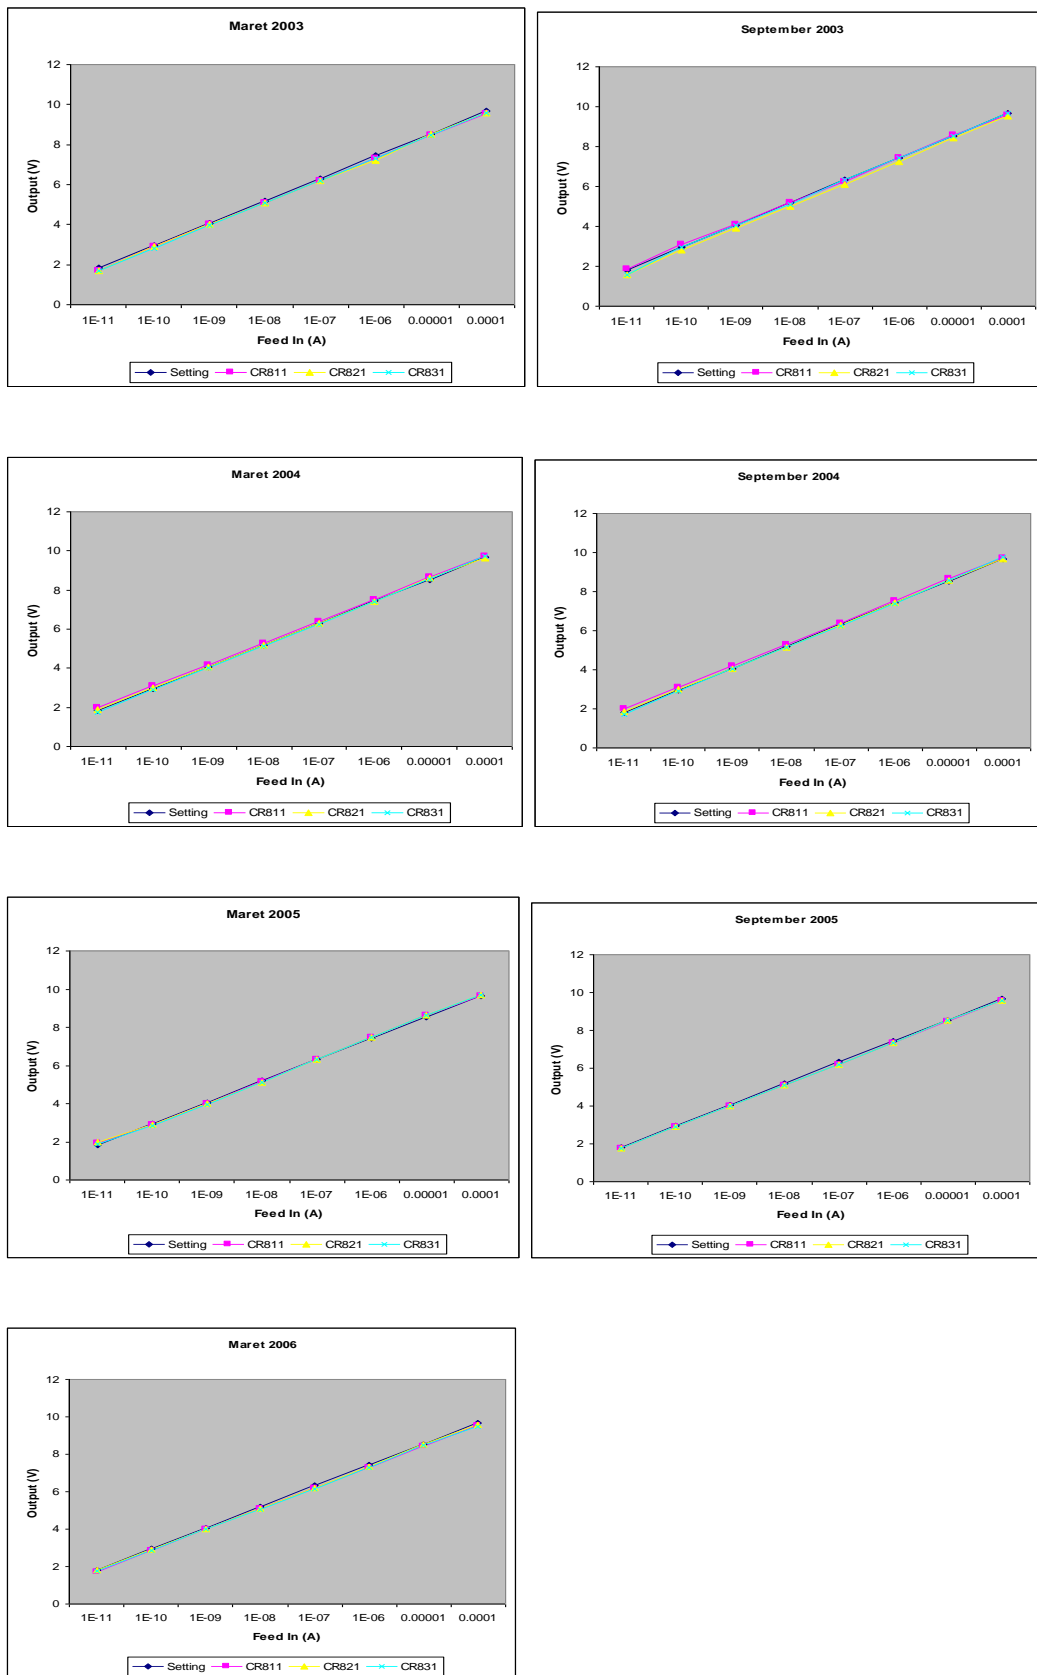 Maret 2003
Output (V)
12
10
8
6
4
2
0
1E-11 1E-10 1E-09 1E-08 1E-07 1E-06 0.00001 0.0001
Feed In (A)
Setting CR811 CR821 CR831
September 2003
Output (V)
12
10
8
6
4
2
0
1E-11 1E-10 1E-09 1E-08 1E-07 1E-06 0.00001 0.0001
Feed In (A)
Setting CR811 CR821 CR831
Maret 2004
Output (V)
12
10
8
6
4
2
0
1E-11 1E-10 1E-09 1E-08 1E-07 1E-06 0.00001 0.0001
Feed In (A)
Setting CR811 CR821 CR831
September 2004
Output (V)
12
10
8
6
4
2
0
1E-11 1E-10 1E-09 1E-08 1E-07 1E-06 0.00001 0.0001
Feed In (A)
Setting CR811 CR821 CR831
Maret 2005
Output (V)
12
10
8
6
4
2
0
1E-11 1E-10 1E-09 1E-08 1E-07 1E-06 0.00001 0.0001
Feed In (A)
Setting CR811 CR821 CR831
September 2005
Output (V)
12
10
8
6
4
2
0
1E-11 1E-10 1E-09 1E-08 1E-07 1E-06 0.00001 0.0001
Feed In (A)
Setting CR811 CR821 CR831
Maret 2006
Output (V)
12
10
8
6
4
2
0
1E-11 1E-10 1E-09 1E-08 1E-07 1E-06 0.00001 0.0001
Feed In (A)
Setting CR811 CR821 CR831